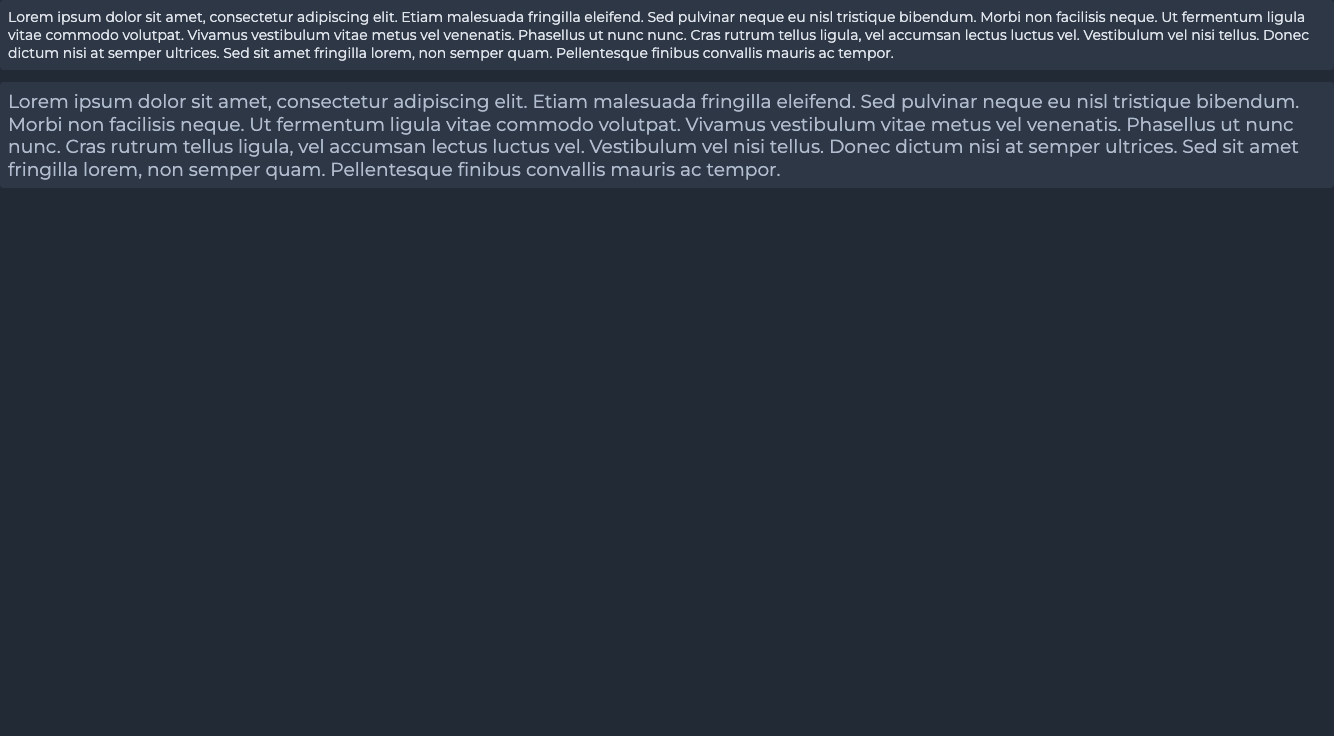 Lorem ipsum dolor sit amet, consectetur adipiscing elit. Etiam malesuada fringilla eleifend. Sed pulvinar neque eu nisl tristique bibendum. Morbi non facilisis neque. Ut fermentum ligula
vitae commodo volutpat. Vivamus vestibulum vitae metus vel venenatis. Phasellus ut nunc nunc. Cras rutrum tellus ligula, vel accumsan lectus luctus vel. Vestibulum vel nisi tellus. Donec
dictum nisi at semper ultrices. Sed sit amet fringilla lorem, non semper quam. Pellentesque finibus convallis mauris ac tempor.
Lorem ipsum dolor sit amet, consectetur adipiscing elit. Etiam malesuada fringilla eleifend. Sed pulvinar neque eu nisl tristique bibendum.
Morbi non facilisis neque. Ut fermentum ligula vitae commodo volutpat. Vivamus vestibulum vitae metus vel venenatis. Phasellus ut nunc
nunc. Cras rutrum tellus ligula, vel accumsan lectus luctus vel. Vestibulum vel nisi tellus. Donec dictum nisi at semper ultrices. Sed sit amet
fringilla lorem, non semper quam. Pellentesque finibus convallis mauris ac tempor.